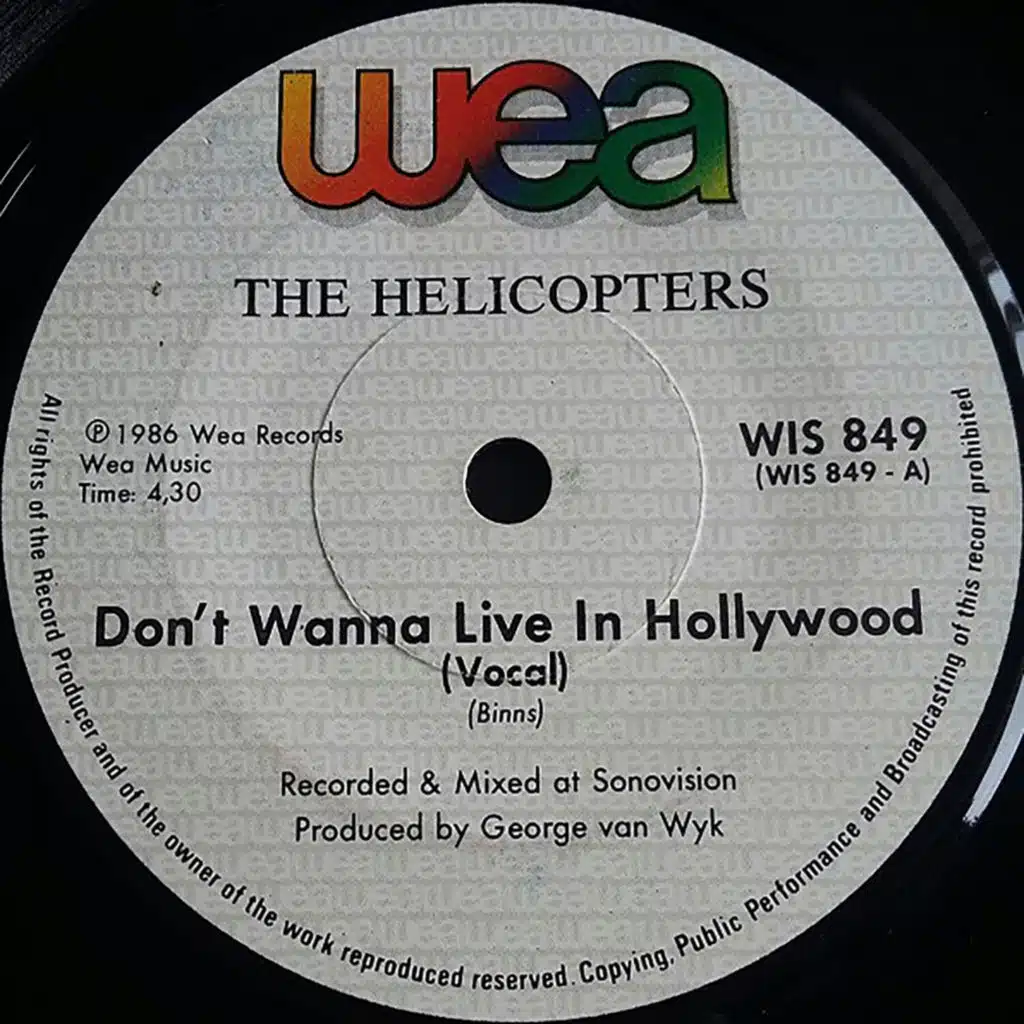 wea
THE HELICOPTERS
℗ 1986 Wea Records
Wea Music
Time: 4,30
WIS 849
(WIS 849 - A)
Don't Wanna Live In Hollywood
(Vocal)
(Binns)
Recorded & Mixed at Sonovision
Produced by George van Wyk
All rights of the Record Producer and of the owner of the work reproduced reserved. Copying, Public Performance and Broadcasting of this record prohibited